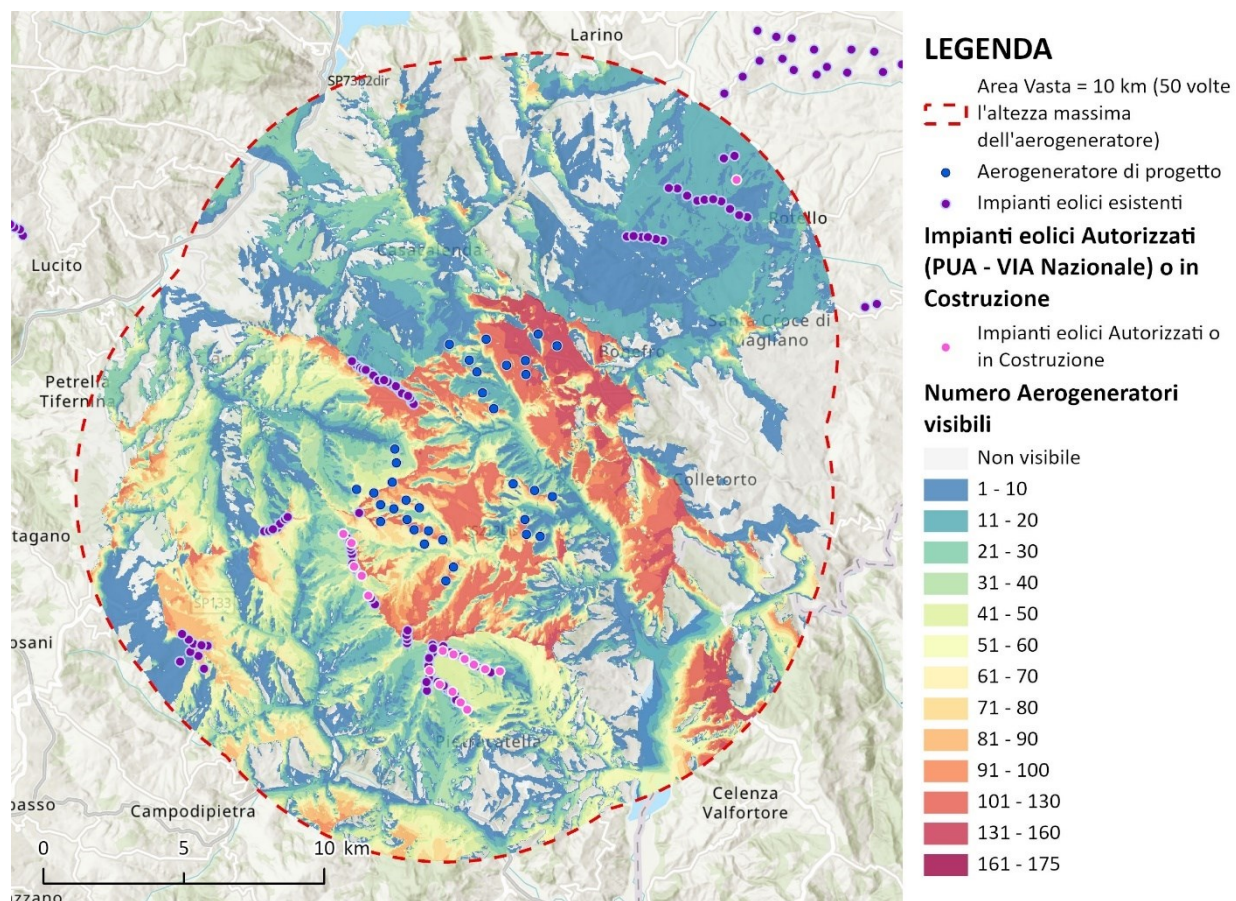 Larino
SP73b2dir
Casacalenda
Rotello
Lucito
Santa Croce di
Magliano
Bonefro
Petrella
Tifernina
Colletorto
tagano
SP133
osani
Pietracatella
Campodipietra
passo
Celenza
Valfortore
0 5 10 km
azzano
LEGENDA
Area Vasta = 10 km (50 volte
l'altezza massima
dell'aerogeneratore)
Aerogeneratore di progetto
Impianti eolici esistenti
Impianti eolici Autorizzati
(PUA - VIA Nazionale) o in
Costruzione
Impianti eolici Autorizzati o
in Costruzione
Numero Aerogeneratori
visibili
Non visibile
1 - 10
11 - 20
21 - 30
31 - 40
41 - 50
51 - 60
61 - 70
71 - 80
81 - 90
91 - 100
101 - 130
131 - 160
161 - 175